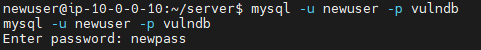 newuser@ip-10-0-0-10:~/server$ mysql -u newuser -p vulndb
mysql -u newuser -p vulndb
Enter password: newpass